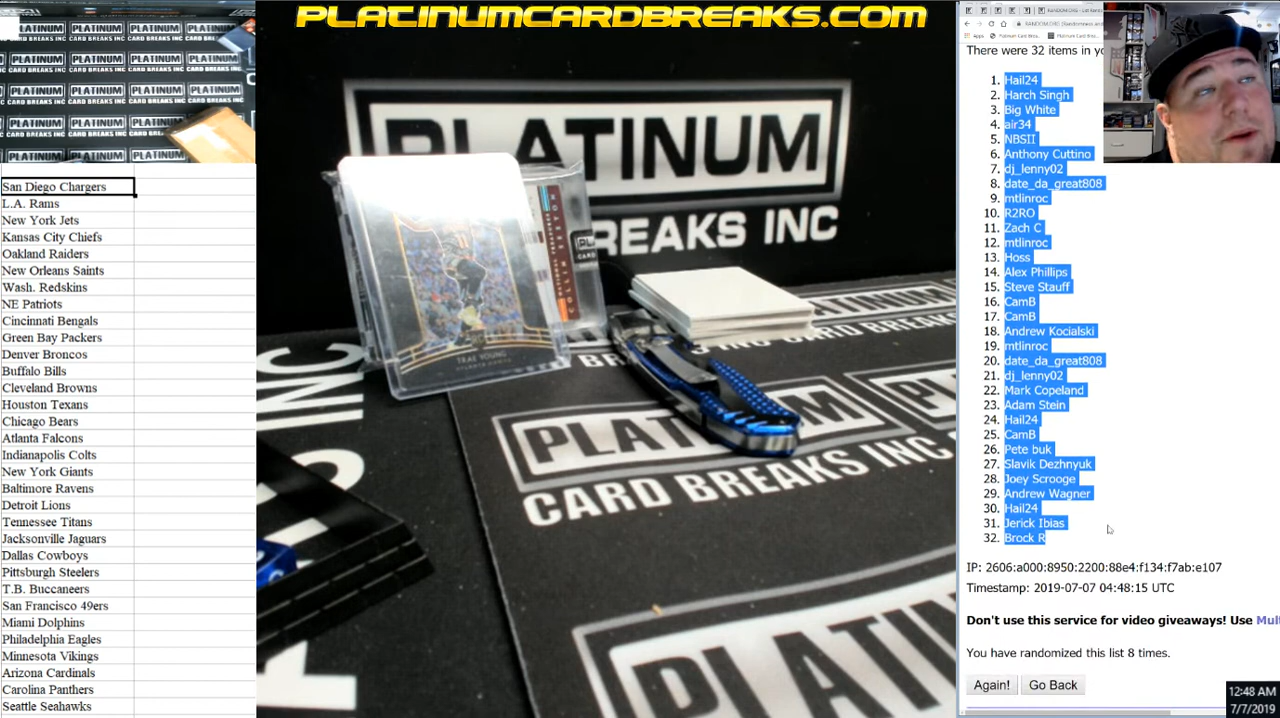 PLATINUMCARDBREAKS.COM
PLATINUM
BREAKS INC
TRAE YOUNG
COLLIN SEXTON
PLATINUM
CARD BREAKS INC
San Diego Chargers
L.A. Rams
New York Jets
Kansas City Chiefs
Oakland Raiders
New Orleans Saints
Wash. Redskins
NE Patriots
Cincinnati Bengals
Green Bay Packers
Denver Broncos
Buffalo Bills
Cleveland Browns
Houston Texans
Chicago Bears
Atlanta Falcons
Indianapolis Colts
New York Giants
Baltimore Ravens
Detroit Lions
Tennessee Titans
Jacksonville Jaguars
Dallas Cowboys
Pittsburgh Steelers
T.B. Buccaneers
San Francisco 49ers
Miami Dolphins
Philadelphia Eagles
Minnesota Vikings
Arizona Cardinals
Carolina Panthers
Seattle Seahawks
There were 32 items in yo
1. Hail24
2. Harch Singh
3. Big White
4. air34
5. NBSII
6. Anthony Cuttino
7. dj_lenny02
8. date_da_great808
9. mtlinroc
10. R2RO
11. Zach C
12. mtlinroc
13. Hoss
14. Alex Phillips
15. Steve Stauff
16. CamB
17. CamB
18. Andrew Kocialski
19. mtlinroc
20. date_da_great808
21. dj_lenny02
22. Mark Copeland
23. Adam Stein
24. Hail24
25. CamB
26. Pete buk
27. Slavik Dezhnyuk
28. Joey Scrooge
29. Andrew Wagner
30. Hail24
31. Jerick Ibias
32. Brock R
IP: 2606:a000:8950:2200:88e4:f134:f7ab:e107
Timestamp: 2019-07-07 04:48:15 UTC
Don't use this service for video giveaways! Use Mul
You have randomized this list 8 times.
Again! Go Back
12:48 AM
7/7/2019